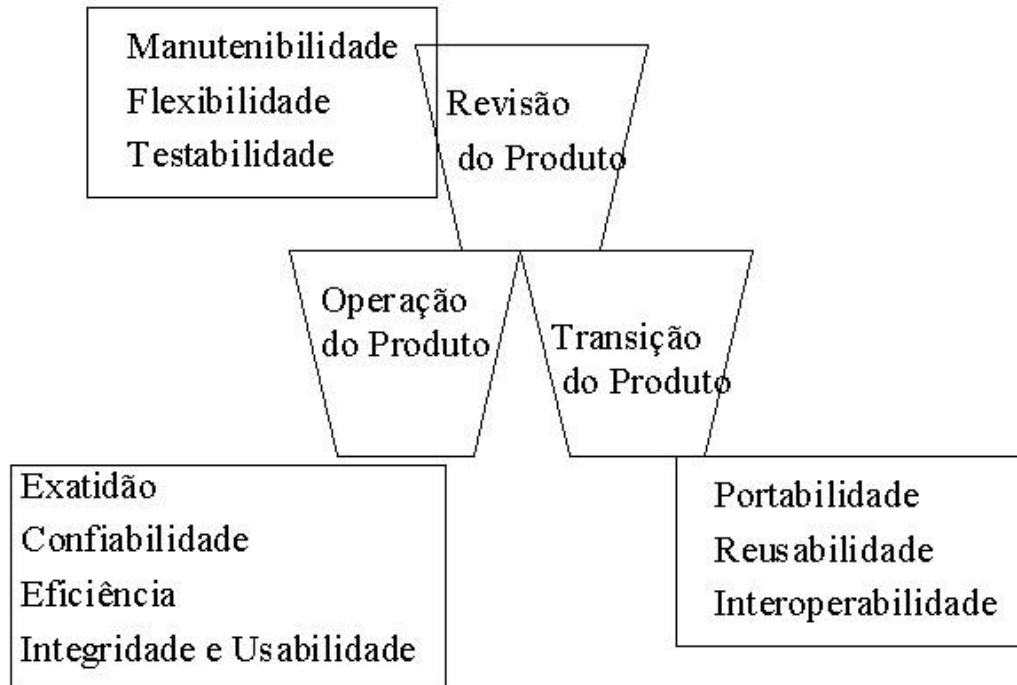 Manutenibilidade
Flexibilidade
Testabilidade
Revisão
do Produto
Operação
do Produto
Transição
do Produto
Exatidão
Confiabilidade
Eficiência
Integridade e Usabilidade
Portabilidade
Reusabilidade
Interoperabilidade